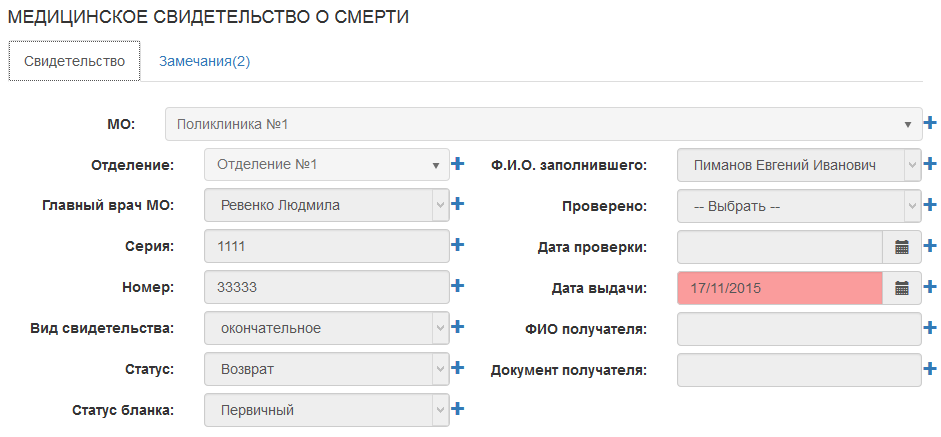 МЕДИЦИНСКОЕ СВИДЕТЕЛЬСТВО О СМЕРТИ
Свидетельство Замечания(2)
МО: Поликлиника №1
Отделение: Отделение №1 Ф.И.О. заполнившего: Пиманов Евгений Иванович
Главный врач МО: Ревенко Людмила Проверено: -- Выбрать --
Серия: 1111 Дата проверки:
Номер: 33333 Дата выдачи: 17/11/2015
Вид свидетельства: окончательное ФИО получателя:
Статус: Возврат Документ получателя:
Статус бланка: Первичный